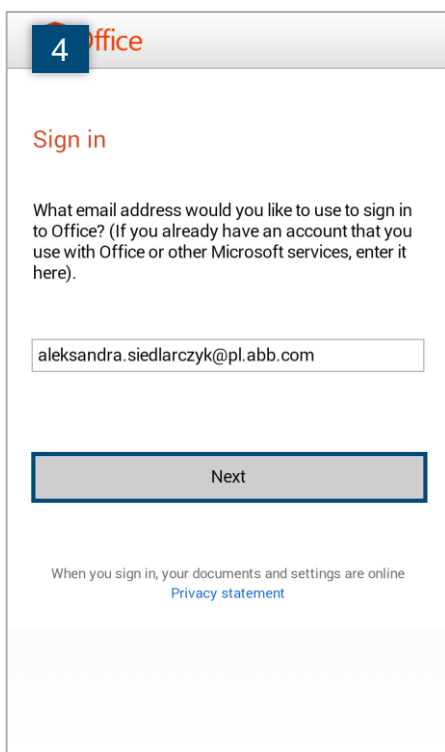 4
ffice
Sign in
What email address would you like to use to sign in
to Office? (If you already have an account that you
use with Office or other Microsoft services, enter it
here).
aleksandra.siedlarczyk@pl.abb.com
Next
When you sign in, your documents and settings are online
Privacy statement